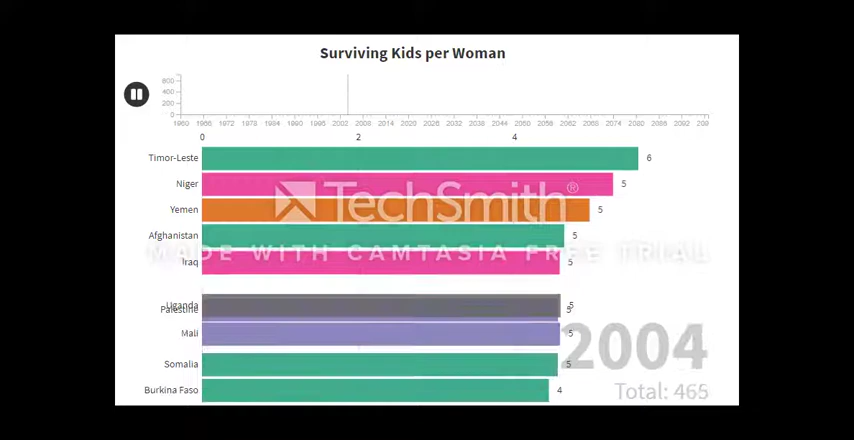 Surviving Kids per Woman
600
400
200
0
1960 1966 1972 1978 1984 1990 1996 2002 2008 2014 2020 2026 2032 2038 2044 2050 2056 2062 2068 2074 2080 2086 2092 209
0 2 4
Timor-Leste 6
Niger 5
TechSmith®
Yemen 5
Afghanistan 5
MADE WITH CAMTASIA FREE TRIAL
Iraq 5
Uganda 5
Palestine 5
Mali 5
2004
Somalia 5
Burkina Faso 4
Total: 465